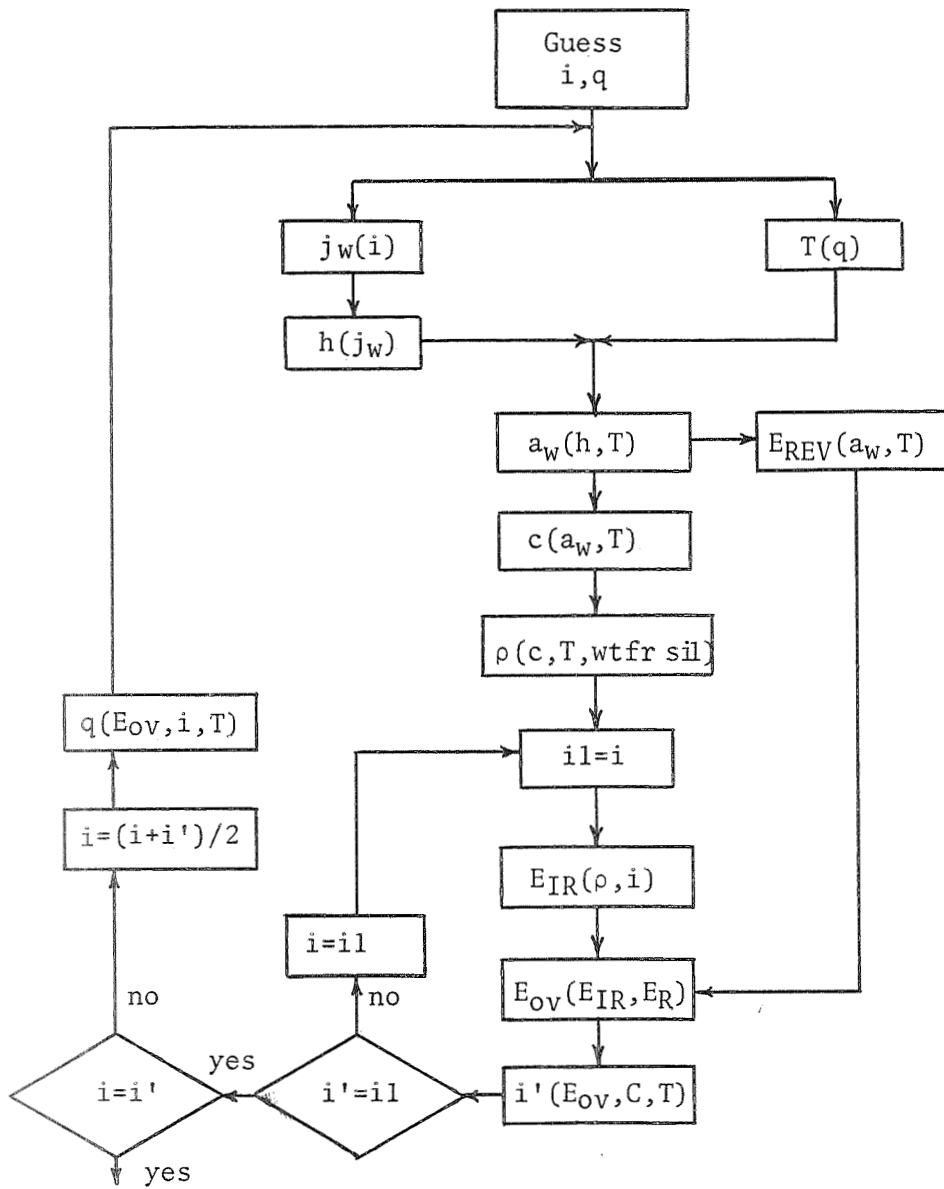 Guess
i,q
jw(i)
T(q)
h(jw)
aw(h,T)
EREV(aw,T)
c(aw,T)
ρ(c,T,wtfr sil)
q(Eov,i,T)
i1=i
i=(i+i')/2
EIR(ρ,i)
i=i1
Eov(EIR,ER)
no
no
i=i'
yes
i'=i1
i'(Eov,C,T)
yes